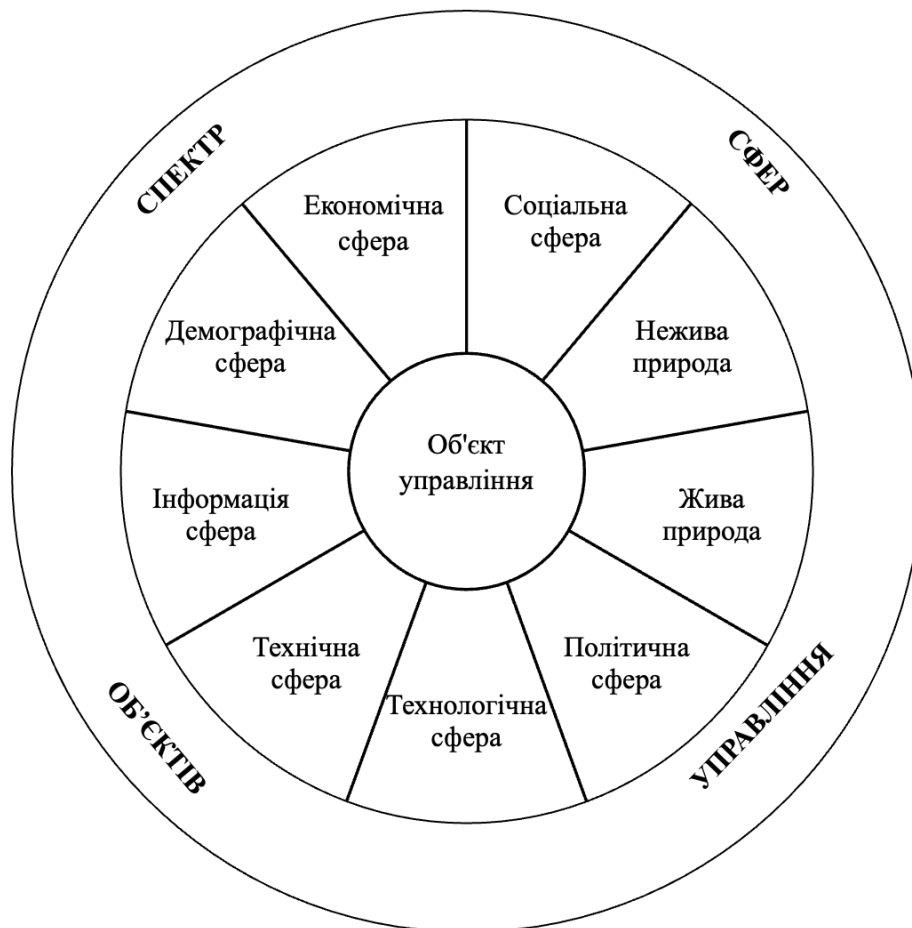 СПЕКТР
СФЕР
Економічна
сфера
Соціальна
сфера
Демографічна
сфера
Нежива
природа
Об'єкт
управління
Інформація
сфера
Жива
природа
Технічна
сфера
Політична
сфера
Технологічна
сфера
ОБ’ЄКТІВ
УПРАВЛІННЯ